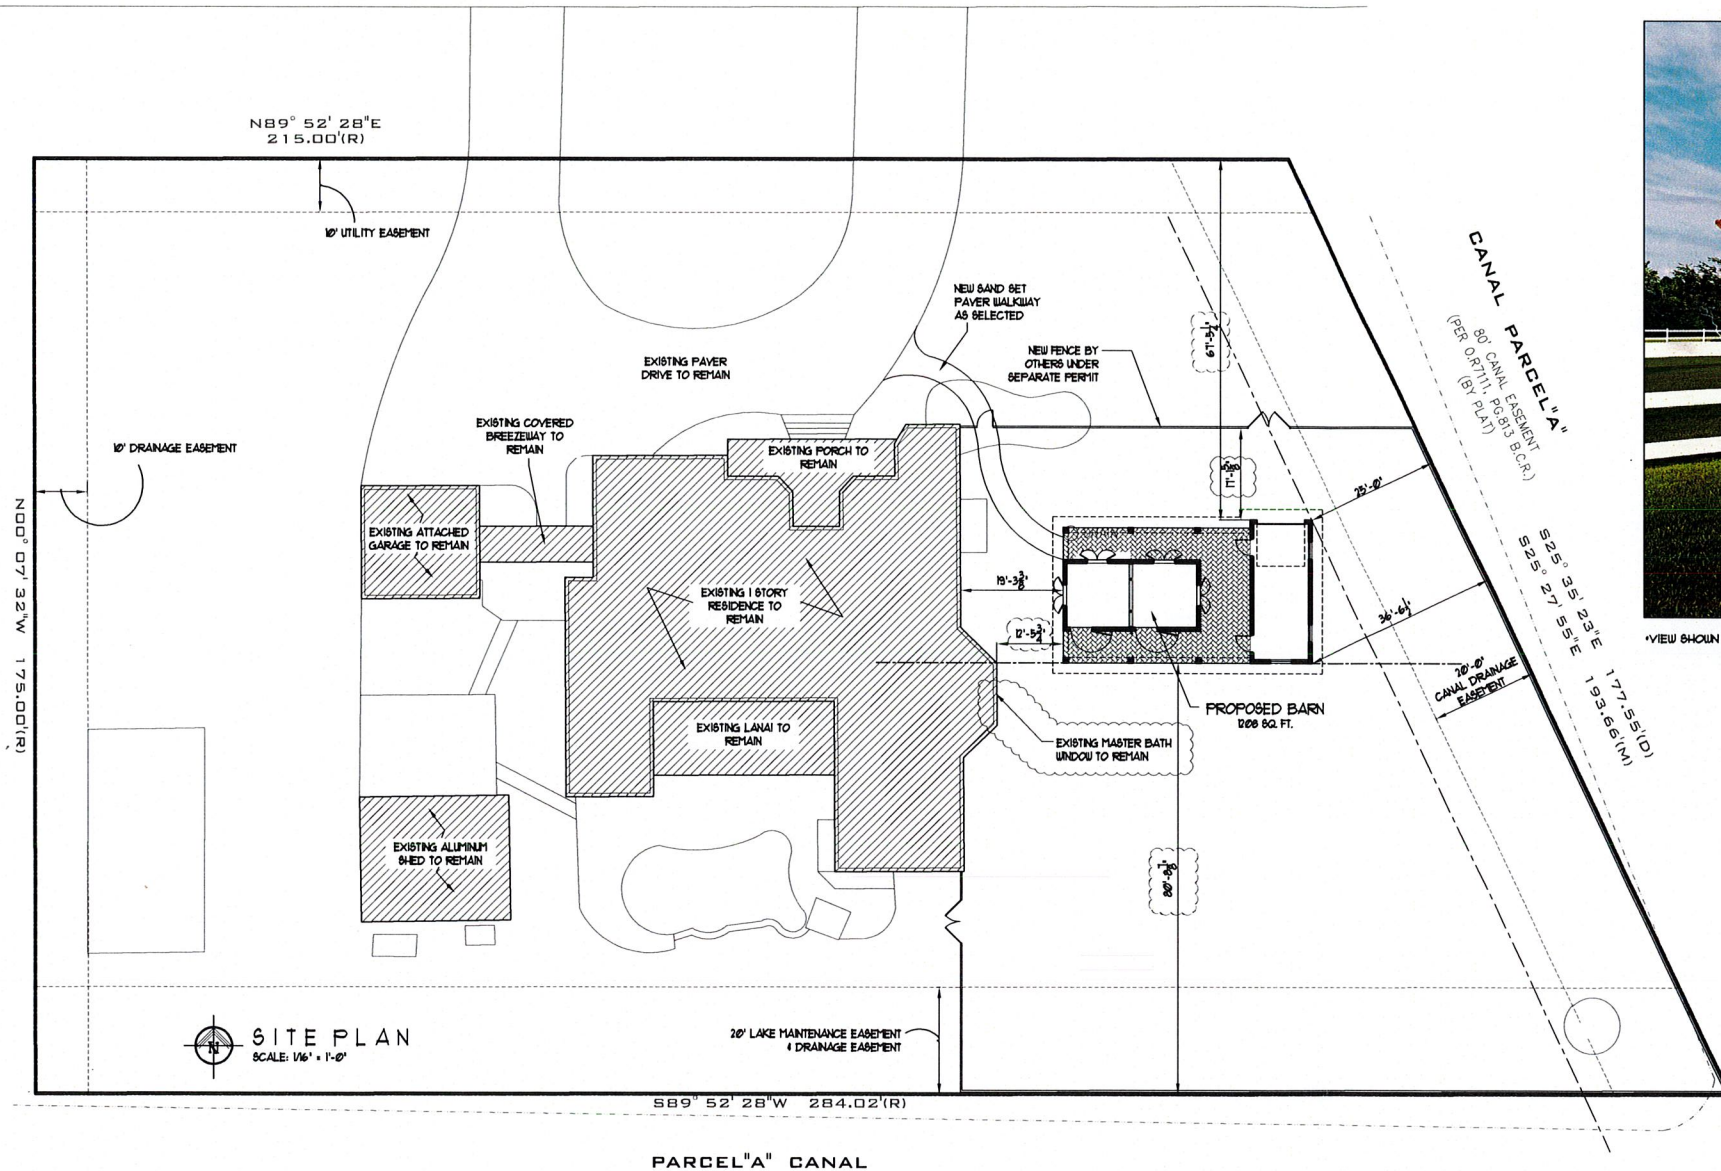 N89° 52' 28"E
215.00'(R)
10' UTILITY EASEMENT
10' DRAINAGE EASEMENT
N00° 07' 32"W 175.00'(R)
EXISTING PAVER
DRIVE TO REMAIN
NEW SAND SET
PAVER WALKWAY
AS SELECTED
NEW FENCE BY
OTHERS UNDER
SEPARATE PERMIT
EXISTING COVERED
BREEZEWAY TO
REMAIN
EXISTING PORCH TO
REMAIN
EXISTING ATTACHED
GARAGE TO REMAIN
EXISTING 1 STORY
RESIDENCE TO
REMAIN
EXISTING LANAI TO
REMAIN
EXISTING ALUMINUM
SHED TO REMAIN
19'-3 3/8"
12'-5 3/4"
25'-0"
20'-0"
CANAL DRAINAGE
EASEMENT
PROPOSED BARN
1208 SQ. FT.
EXISTING MASTER BATH
WINDOW TO REMAIN
CANAL PARCEL"A"
80' CANAL EASEMENT
(PER O.R7111, PG.813 B.C.R.)
(BY PLAT)
S25° 35' 23"E 177.55'(D)
S25° 27' 55"E 193.66'(M)
*VIEW SHOWN
N
SITE PLAN
SCALE: 1/16" = 1'-0"
20' LAKE MAINTENANCE EASEMENT
& DRAINAGE EASEMENT
S89° 52' 28"W 284.02'(R)
PARCEL"A" CANAL